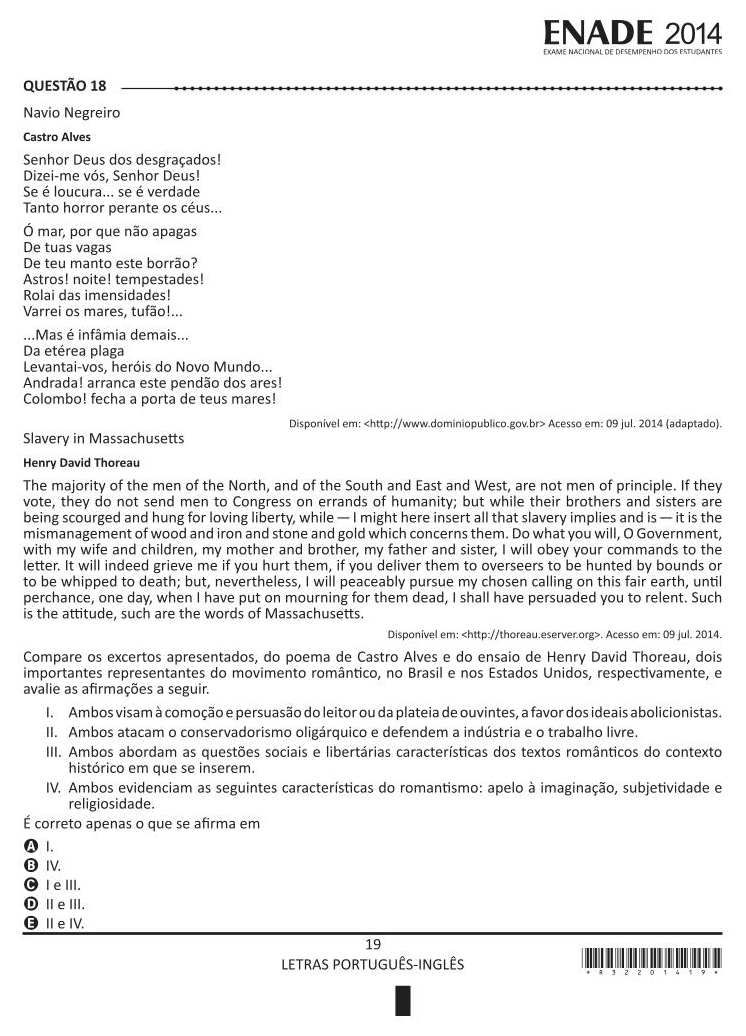 ENADE 2014
EXAME NACIONAL DE DESEMPENHO DOS ESTUDANTES
QUESTÃO 18
Navio Negreiro
Castro Alves
Senhor Deus dos desgraçados!
Dizei-me vós, Senhor Deus!
Se é loucura... se é verdade
Tanto horror perante os céus...
Ó mar, por que não apagas
De tuas vagas
De teu manto este borrão?
Astros! noite! tempestades!
Rolai das imensidades!
Varrei os mares, tufão!...
...Mas é infâmia demais...
Da etérea plaga
Levantai-vos, heróis do Novo Mundo...
Andrada! arranca este pendão dos ares!
Colombo! fecha a porta de teus mares!
Disponível em: <http://www.dominiopublico.gov.br> Acesso em: 09 jul. 2014 (adaptado).
Slavery in Massachusetts
Henry David Thoreau
The majority of the men of the North, and of the South and East and West, are not men of principle. If they
vote, they do not send men to Congress on errands of humanity; but while their brothers and sisters are
being scourged and hung for loving liberty, while — I might here insert all that slavery implies and is — it is the
mismanagement of wood and iron and stone and gold which concerns them. Do what you will, O Government,
with my wife and children, my mother and brother, my father and sister, I will obey your commands to the
letter. It will indeed grieve me if you hurt them, if you deliver them to overseers to be hunted by bounds or
to be whipped to death; but, nevertheless, I will peaceably pursue my chosen calling on this fair earth, until
perchance, one day, when I have put on mourning for them dead, I shall have persuaded you to relent. Such
is the attitude, such are the words of Massachusetts.
Disponível em: <http://thoreau.eserver.org>. Acesso em: 09 jul. 2014.
Compare os excertos apresentados, do poema de Castro Alves e do ensaio de Henry David Thoreau, dois
importantes representantes do movimento romântico, no Brasil e nos Estados Unidos, respectivamente, e
avalie as afirmações a seguir.
I. Ambos visam à comoção e persuasão do leitor ou da plateia de ouvintes, a favor dos ideais abolicionistas.
II. Ambos atacam o conservadorismo oligárquico e defendem a indústria e o trabalho livre.
III. Ambos abordam as questões sociais e libertárias características dos textos românticos do contexto
histórico em que se inserem.
IV. Ambos evidenciam as seguintes características do romantismo: apelo à imaginação, subjetividade e
religiosidade.
É correto apenas o que se afirma em
A I.
B IV.
C I e III.
D II e III.
E II e IV.
19
LETRAS PORTUGUÊS-INGLÊS
* R 3 2 2 0 1 4 1 9 *